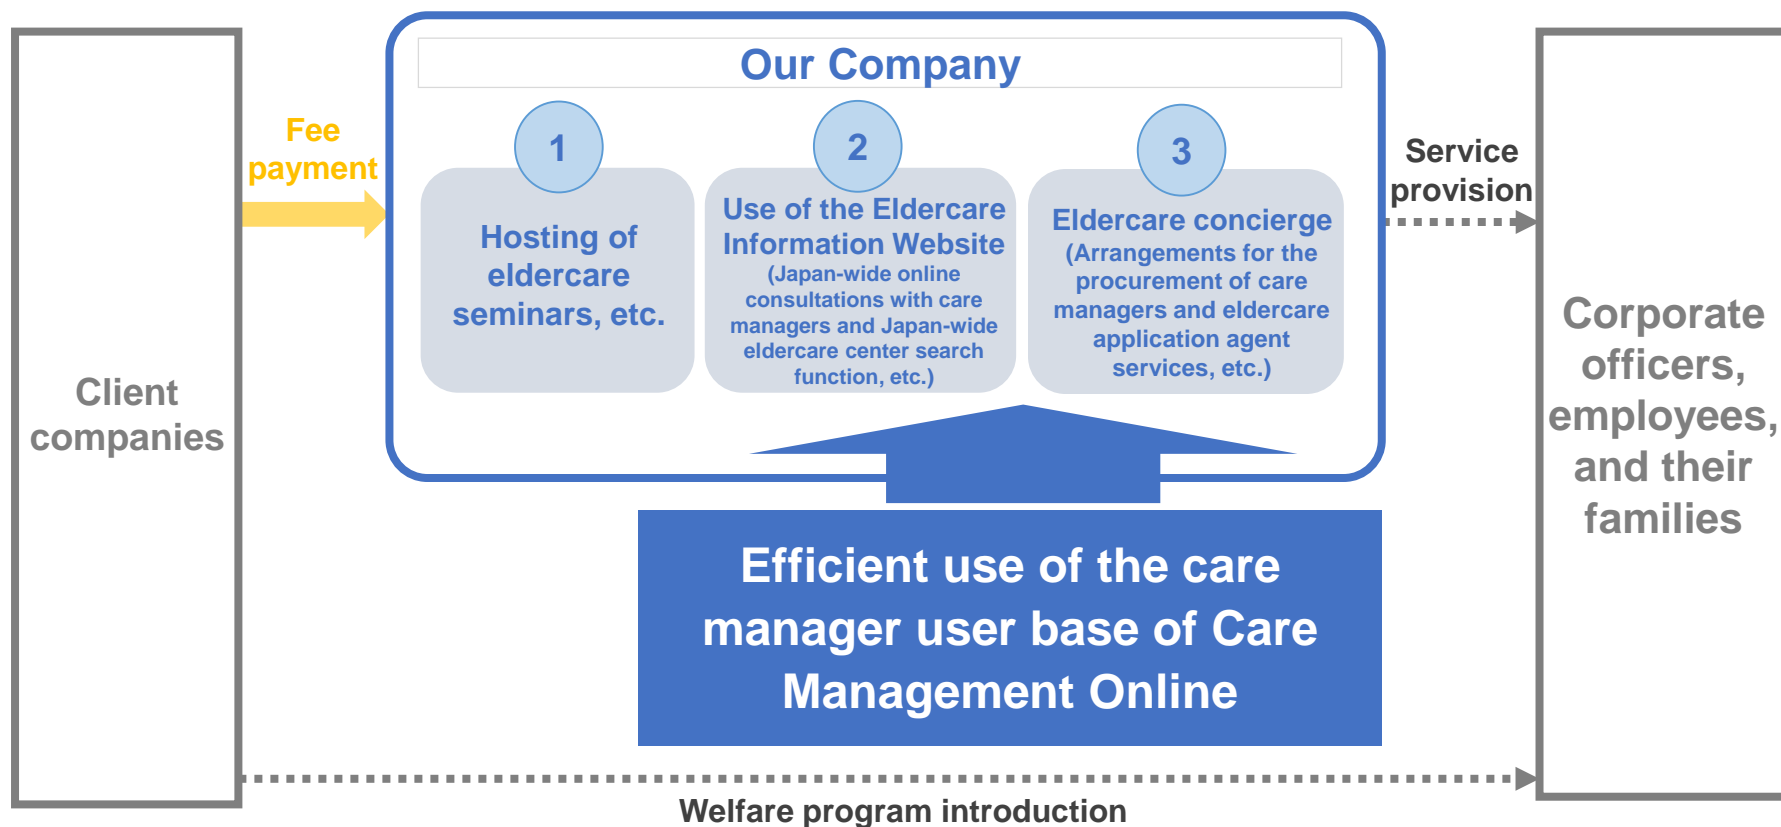 Client
companies
Fee
payment
Our Company
1
Hosting of
eldercare
seminars, etc.
2
Use of the Eldercare
Information Website
(Japan-wide online
consultations with care
managers and Japan-wide
eldercare center search
function, etc.)
3
Eldercare concierge
(Arrangements for the
procurement of care
managers and eldercare
application agent
services, etc.)
Efficient use of the care
manager user base of Care
Management Online
Service
provision
Corporate
officers,
employees,
and their
families
Welfare program introduction